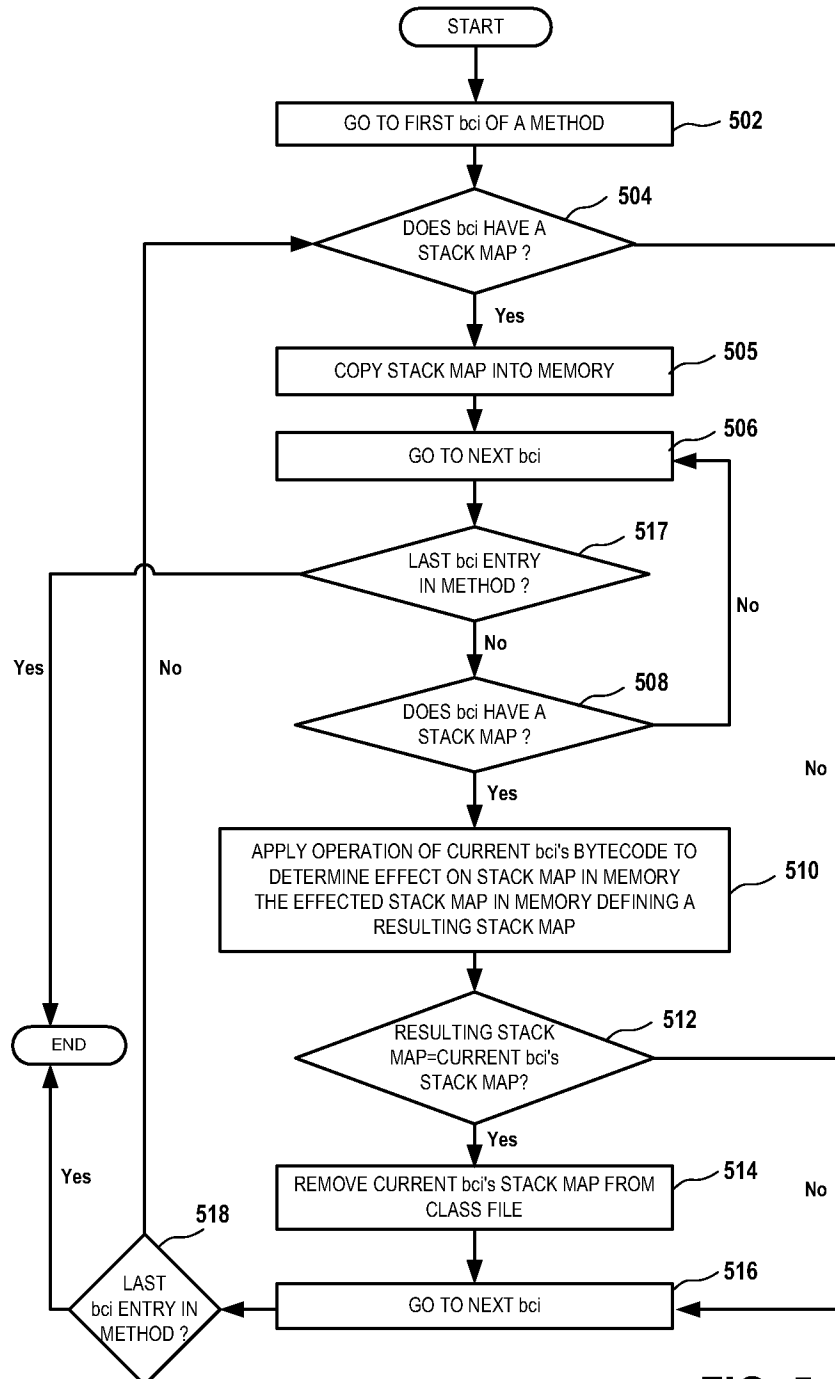 START
GO TO FIRST bci OF A METHOD
502
504
DOES bci HAVE A
STACK MAP ?
Yes
505
COPY STACK MAP INTO MEMORY
506
GO TO NEXT bci
517
LAST bci ENTRY
IN METHOD ?
No
No
Yes
No
508
DOES bci HAVE A
STACK MAP ?
No
Yes
APPLY OPERATION OF CURRENT bci's BYTECODE TO
DETERMINE EFFECT ON STACK MAP IN MEMORY
THE EFFECTED STACK MAP IN MEMORY DEFINING A
RESULTING STACK MAP
510
512
RESULTING STACK
MAP=CURRENT bci's
STACK MAP?
END
Yes
Yes
REMOVE CURRENT bci's STACK MAP FROM
CLASS FILE
514
No
518
LAST
bci ENTRY IN
METHOD ?
GO TO NEXT bci
516